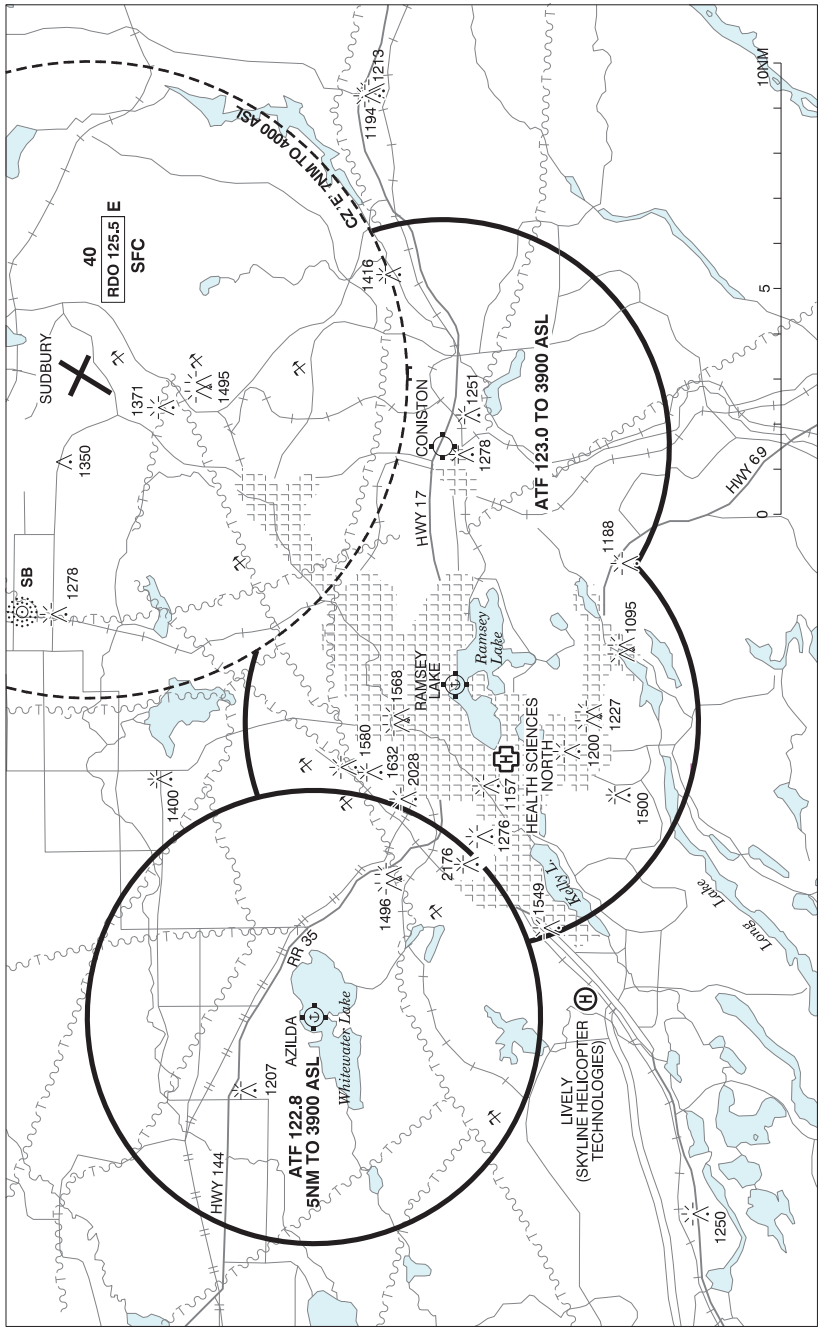 SUDBURY
40
RDO 125.5 E
SFC
CZ 'E' 7NM TO 4000 ASL
SB
1278
1350
1371
1495
1416
1194
1213
CONISTON
1251
1278
HWY 17
ATF 123.0 TO 3900 ASL
0
5
10NM
HWY 69
1188
1095
RAMSEY
LAKE
Ramsey
Lake
1568
1580
1632
2028
1400
HEALTH SCIENCES
NORTH
1157
1276
2176
1200
1227
1500
1549
Kelly L.
Long
Lake
1496
RR 35
AZILDA
Whitewater Lake
ATF 122.8
5NM TO 3900 ASL
1207
HWY 144
H
LIVELY
(SKYLINE HELICOPTER
TECHNOLOGIES)
H
1250